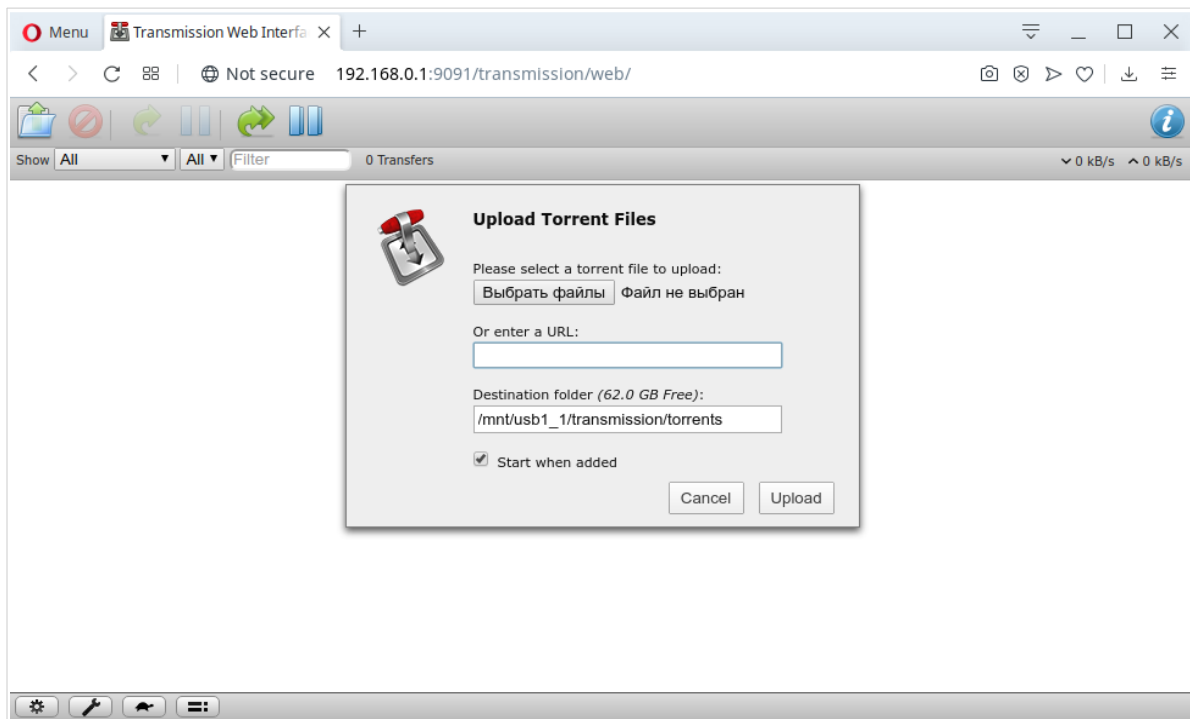 Menu Transmission Web Interfa
Not secure 192.168.0.1:9091/transmission/web/
Show All All Filter 0 Transfers 0 kB/s 0 kB/s
Upload Torrent Files
Please select a torrent file to upload:
Выбрать файлы Файл не выбран
Or enter a URL:
Destination folder (62.0 GB Free):
/mnt/usb1_1/transmission/torrents
Start when added
Cancel Upload